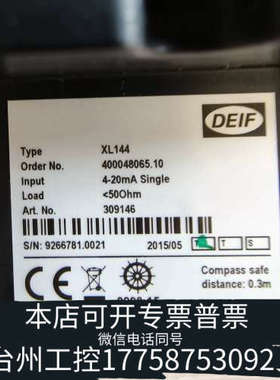 DEIF
Type XL144
Order No. 400048065.10
Input 4-20mA Single
Load <50Ohm
Art. No. 309146
S/N: 9266781.0021 2015/05 T S
Compass safe
distance: 0.3m
本店可开专票普票
微信电话同号
台州工控17758753092